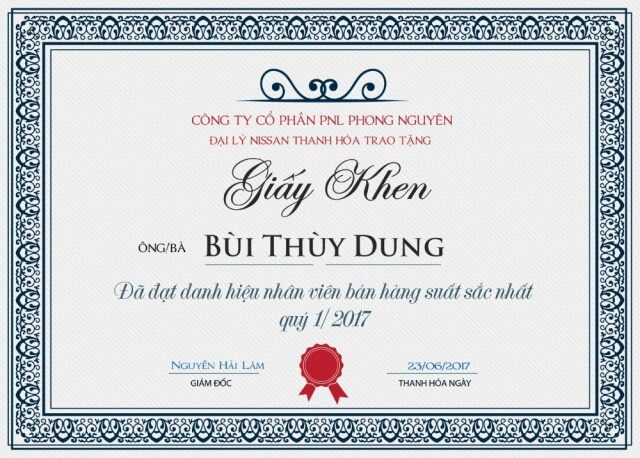 CÔNG TY CỔ PHẦN PNL PHONG NGUYÊN
ĐẠI LÝ NISSAN THANH HÓA TRAO TẶNG
Giấy Khen
ÔNG/BÀ BÙI THÙY DUNG
Đã đạt danh hiệu nhân viên bán hàng suất sắc nhất
quý 1/2017
NGUYỄN HẢI LÂM 23/06/2017
GIÁM ĐỐC THANH HÓA NGÀY